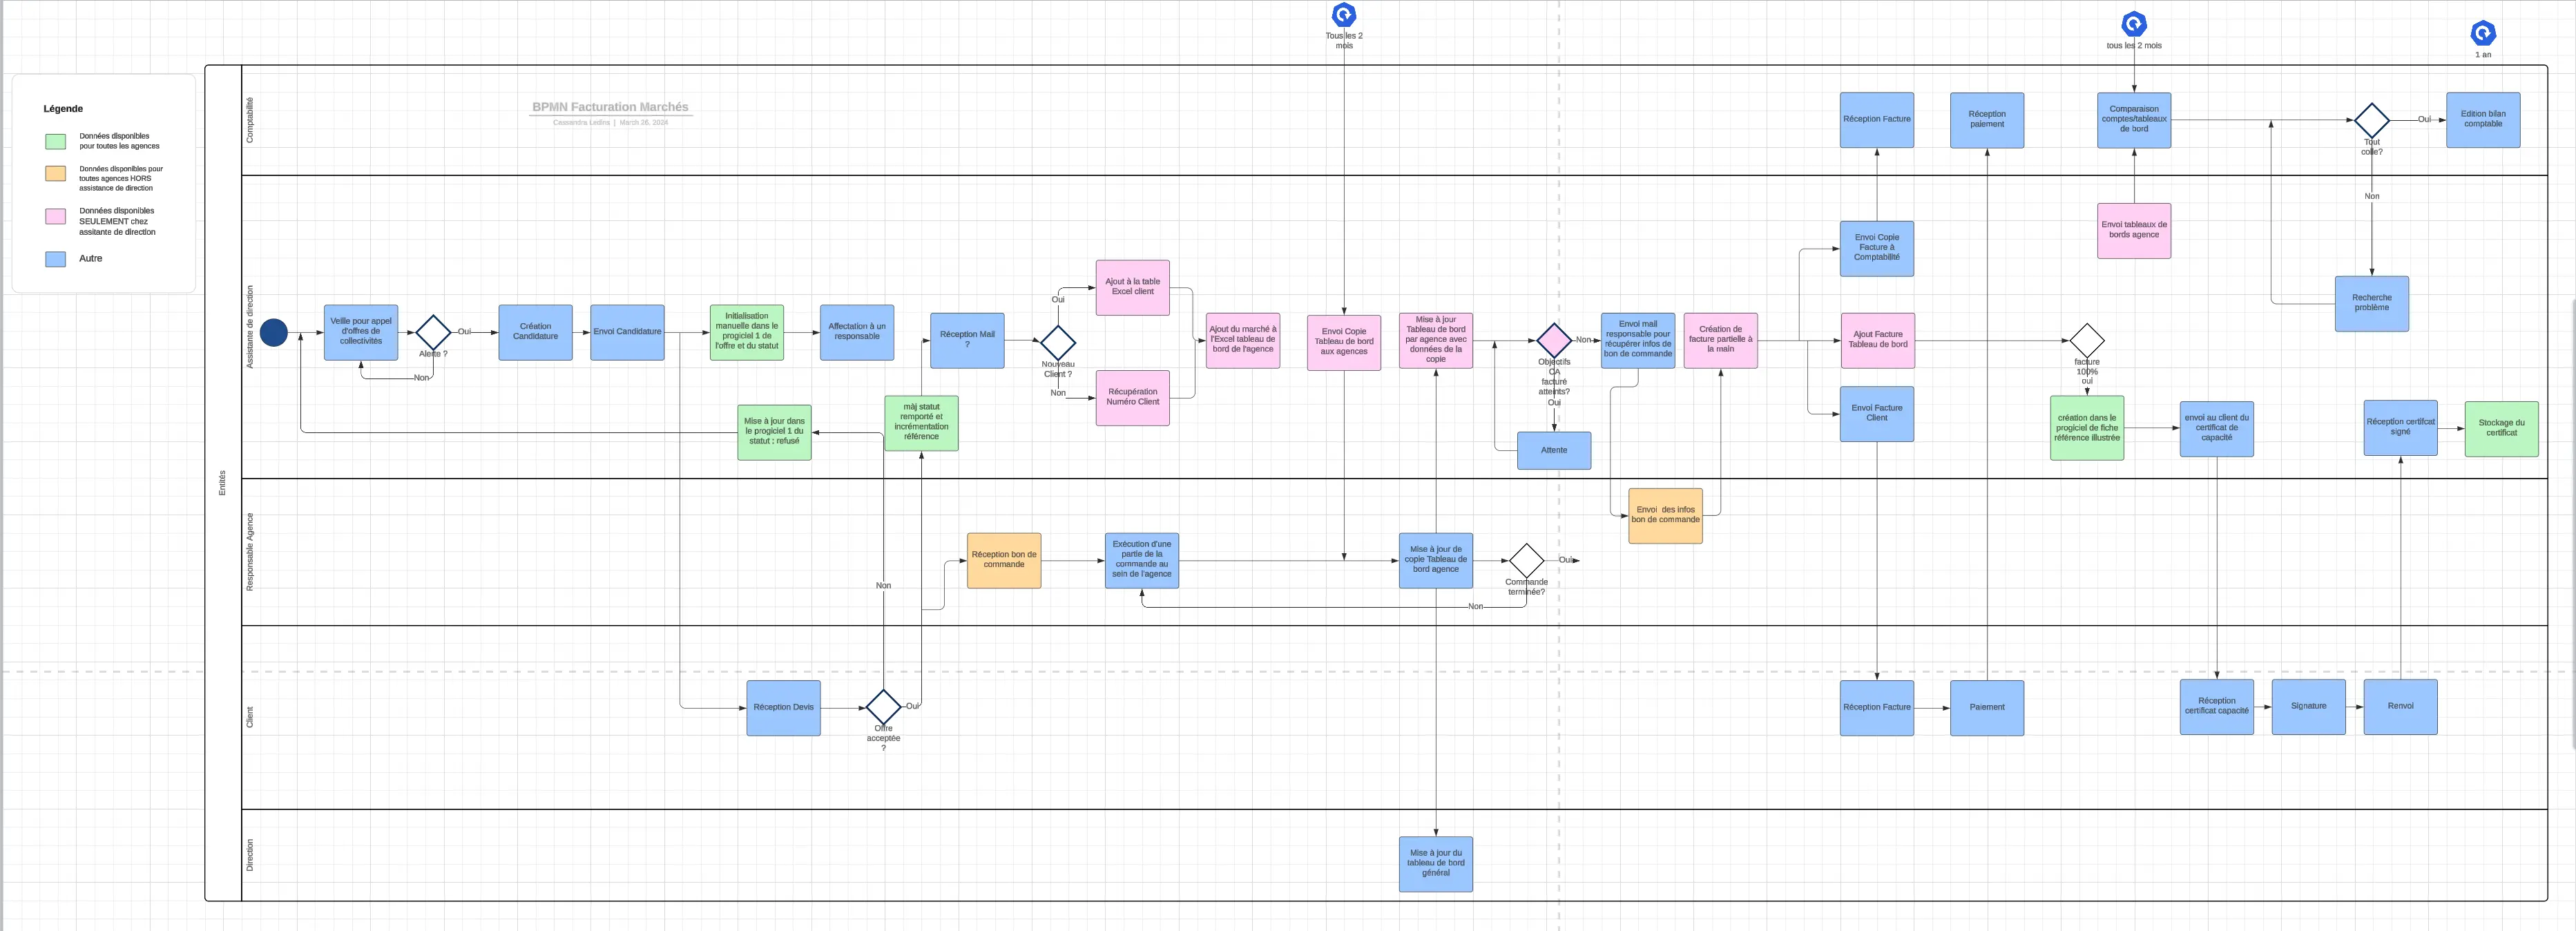 Tous les 2
mois
tous les 2 mois
1 an
Légende
Données disponibles
pour toutes les agences
Données disponibles pour
toutes agences HORS
assistance de direction
Données disponibles
SEULEMENT chez
assitante de direction
Autre
BPMN Facturation Marchés
Cassandra Ledins | March 26, 2024
Entités
Comptabilité
Réception Facture
Réception
paiement
Comparaison
comptes/tableaux
de bord
Tout
colle?
Oui
Edition bilan
comptable
Non
Assistante de direction
Veille pour appel
d'offres de
collectivités
Alerte ?
Oui
Non
Création
Candidature
Envoi Candidature
Initialisation
manuelle dans le
progiciel 1 de
l'offre et du statut
Affectation à un
responsable
Mise à jour dans
le progiciel 1 du
statut : refusé
màj statut
remporté et
incrémentation
référence
Réception Mail
?
Nouveau
Client ?
Oui
Non
Ajout à la table
Excel client
Récupération
Numéro Client
Ajout du marché à
l'Excel tableau de
bord de l'agence
Envoi Copie
Tableau de bord
aux agences
Mise à jour
Tableau de bord
par agence avec
données de la
copie
Objectifs
CA
facturé
atteints?
Oui
Non
Attente
Envoi mail
responsable pour
récupérer infos de
bon de commande
Création de
facture partielle à
la main
Envoi Copie
Facture à
Comptabilité
Ajout Facture
Tableau de bord
Envoi Facture
Client
Envoi tableaux de
bords agence
Recherche
problème
facture
100%
oui
création dans le
progiciel de fiche
référence illustrée
envoi au client du
certificat de
capacité
Réception certifcat
signé
Stockage du
certificat
Responsable Agence
Réception bon de
commande
Exécution d'une
partie de la
commande au
sein de l'agence
Mise à jour de
copie Tableau de
bord agence
Commande
terminée?
Oui
Non
Envoi des infos
bon de commande
Client
Réception Devis
Offre
acceptée
?
Oui
Non
Réception Facture
Paiement
Réception
certificat capacité
Signature
Renvoi
Direction
Mise à jour du
tableau de bord
général